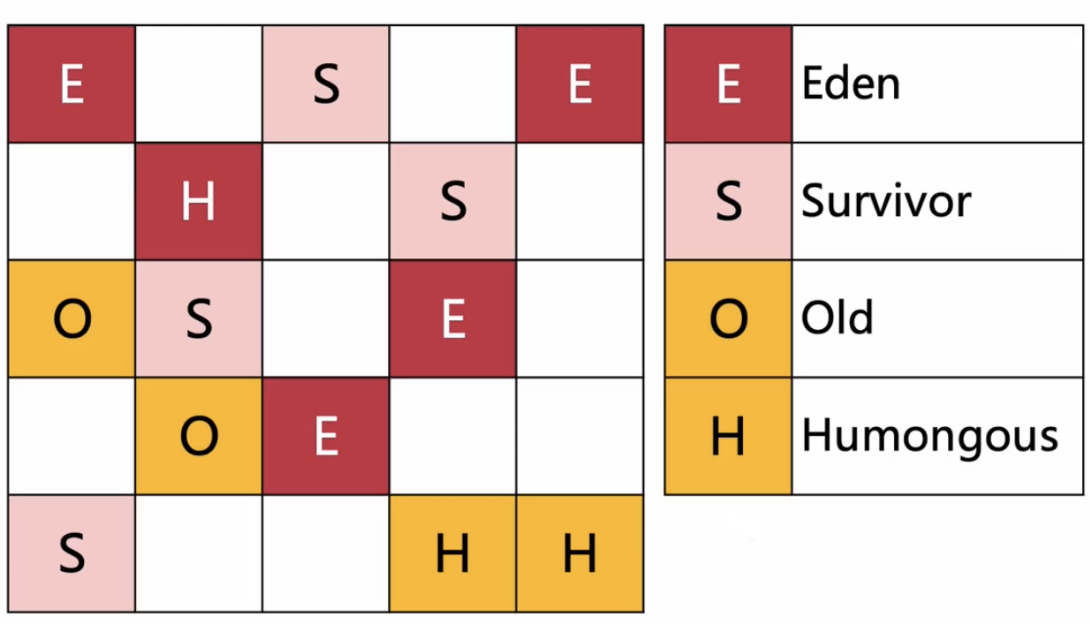 E S E
H S
O S E
O E
S H H
E Eden
S Survivor
O Old
H Humongous